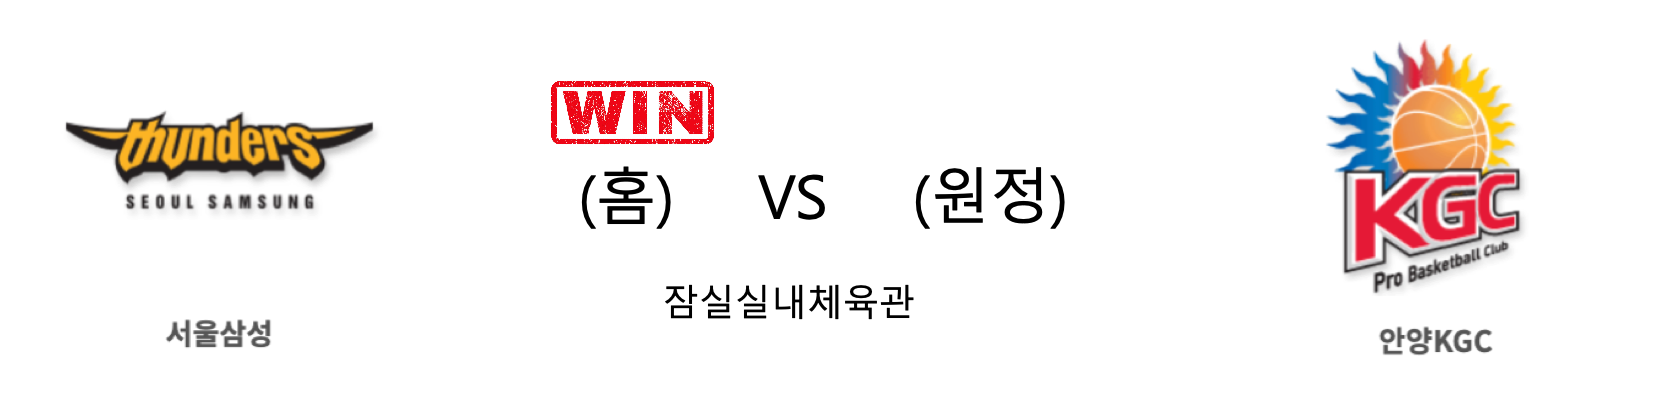 thunders
SEOUL SAMSUNG
서울삼성
WIN
(홈) VS (원정)
잠실실내체육관
KGC
Pro Basketball Club
안양KGC